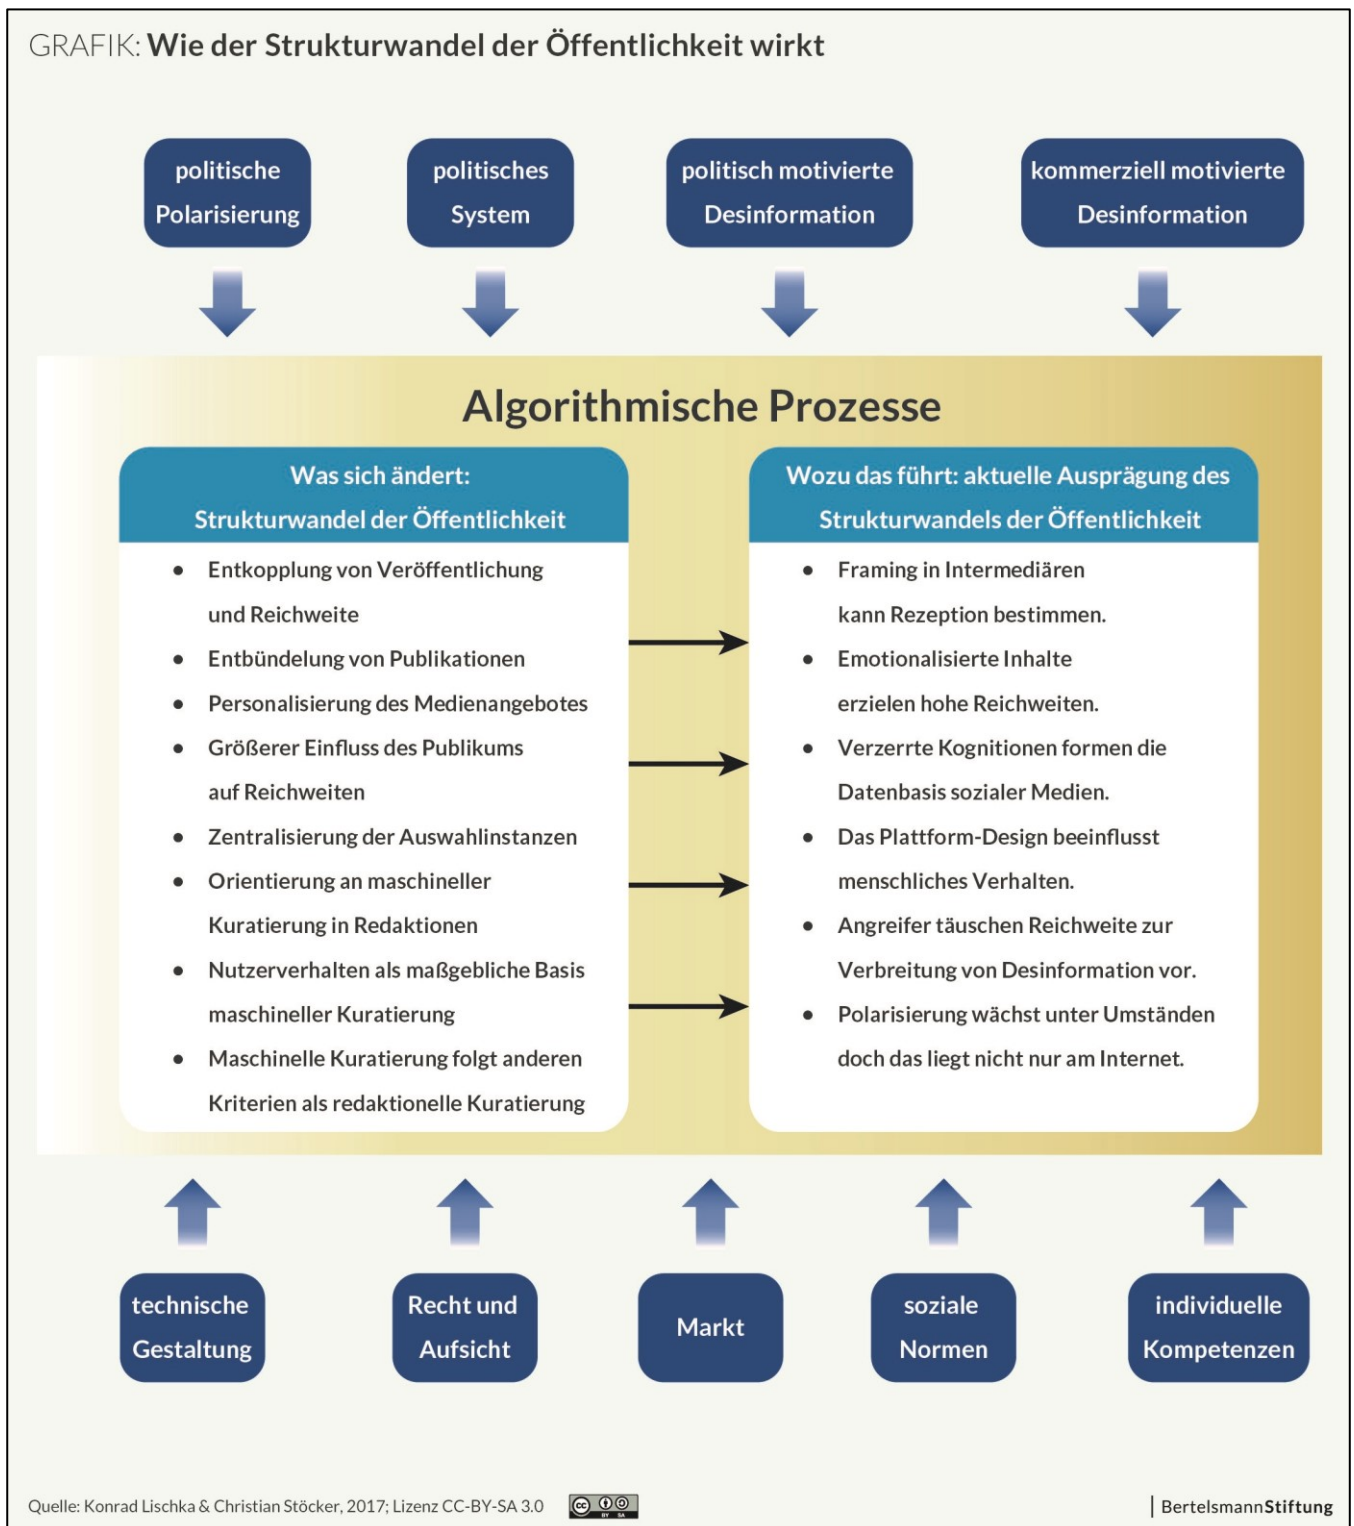 GRAFIK: Wie der Strukturwandel der Öffentlichkeit wirkt
politische
Polarisierung
politisches
System
politisch motivierte
Desinformation
kommerziell motivierte
Desinformation
Algorithmische Prozesse
Was sich ändert:
Strukturwandel der Öffentlichkeit
• Entkopplung von Veröffentlichung
und Reichweite
• Entbündelung von Publikationen
• Personalisierung des Medienangebotes
• Größerer Einfluss des Publikums
auf Reichweiten
• Zentralisierung der Auswahlinstanzen
• Orientierung an maschineller
Kuratierung in Redaktionen
• Nutzerverhalten als maßgebliche Basis
maschineller Kuratierung
• Maschinelle Kuratierung folgt anderen
Kriterien als redaktionelle Kuratierung
Wozu das führt: aktuelle Ausprägung des
Strukturwandels der Öffentlichkeit
• Framing in Intermediären
kann Rezeption bestimmen.
• Emotionalisierte Inhalte
erzielen hohe Reichweiten.
• Verzerrte Kognitionen formen die
Datenbasis sozialer Medien.
• Das Plattform-Design beeinflusst
menschliches Verhalten.
• Angreifer täuschen Reichweite zur
Verbreitung von Desinformation vor.
• Polarisierung wächst unter Umständen
doch das liegt nicht nur am Internet.
technische
Gestaltung
Recht und
Aufsicht
Markt
soziale
Normen
individuelle
Kompetenzen
Quelle: Konrad Lischka & Christian Stöcker, 2017; Lizenz CC-BY-SA 3.0
cc
BY SA
BertelsmannStiftung